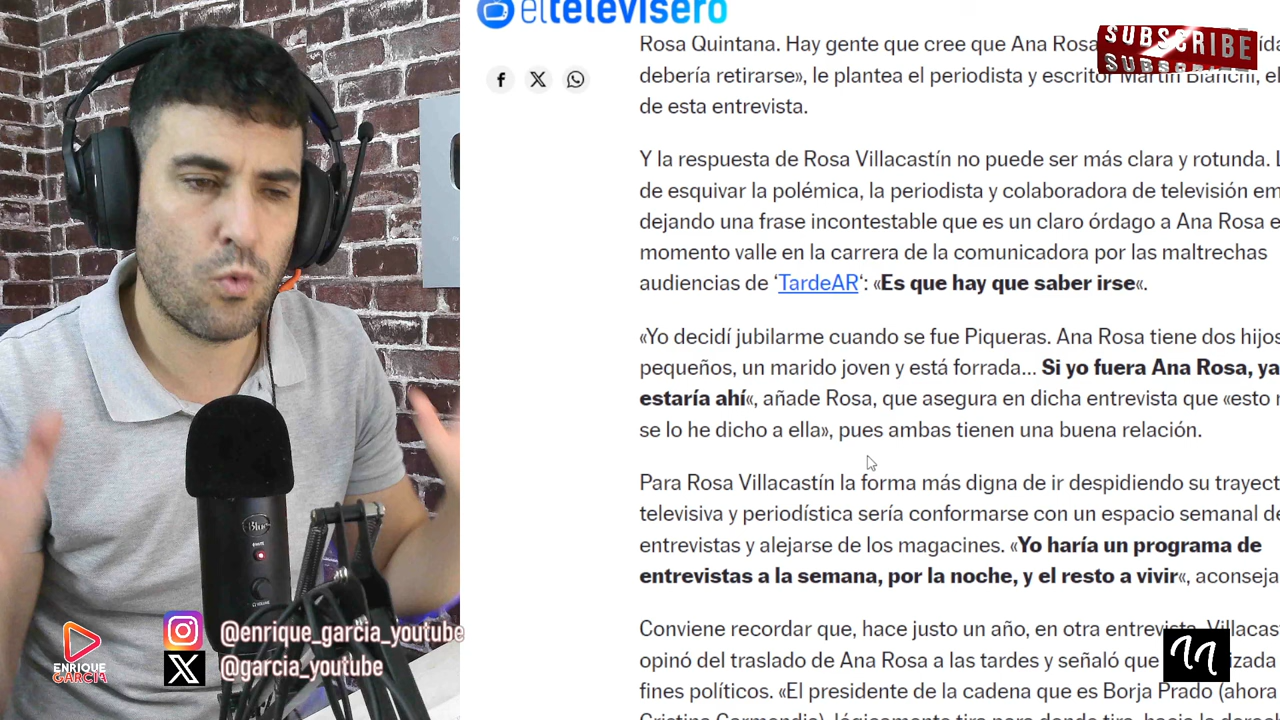 eltelevisero
SUBSCRIBE
Rosa Quintana. Hay gente que cree que Ana Rosa
debería retirarse», le plantea el periodista y escritor Martín Bianchi, el
de esta entrevista.
Y la respuesta de Rosa Villacastín no puede ser más clara y rotunda.
de esquivar la polémica, la periodista y colaboradora de televisión em
dejando una frase incontestable que es un claro órdago a Ana Rosa e
momento valle en la carrera de la comunicadora por las maltrechas
audiencias de ‘TardeAR‘: «Es que hay que saber irse«.
«Yo decidí jubilarme cuando se fue Piqueras. Ana Rosa tiene dos hijos
pequeños, un marido joven y está forrada... Si yo fuera Ana Rosa, ya
estaría ahí«, añade Rosa, que asegura en dicha entrevista que «esto
se lo he dicho a ella», pues ambas tienen una buena relación.
Para Rosa Villacastín la forma más digna de ir despidiendo su trayect
televisiva y periodística sería conformarse con un espacio semanal de
entrevistas y alejarse de los magacines. «Yo haría un programa de
entrevistas a la semana, por la noche, y el resto a vivir«, aconseja
Conviene recordar que, hace justo un año, en otra entrevista, Villacast
opinó del traslado de Ana Rosa a las tardes y señaló que izada
fines políticos. «El presidente de la cadena que es Borja Prado (ahora
Blue
MUTE
VOLUME
@enrique_garcia_youtube
@garcia_youtube
ENRIQUE
GARCIA